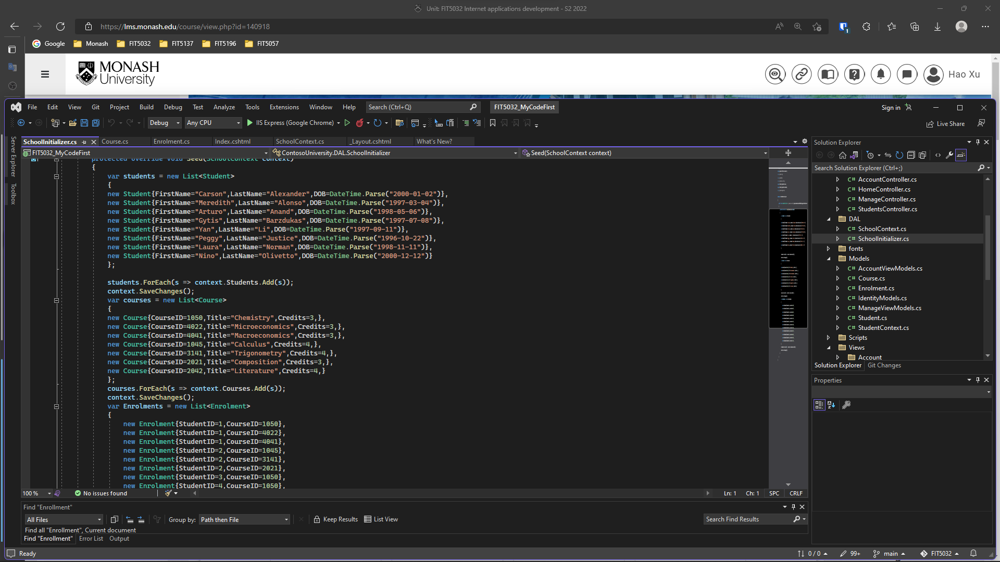 Unit: FIT5032 Internet applications development - S2 2022
https://lms.monash.edu/course/view.php?id=140918
Google Monash FIT5032 FIT5137 FIT5196 FIT5057
MONASH
University
Hao Xu
File Edit View Git Project Build Debug Test Analyze Tools Extensions Window Help Search (Ctrl+Q) FIT5032_MyCodeFirst Sign in
Debug Any CPU IIS Express (Google Chrome) Live Share
Server Explorer
Toolbox
SchoolInitializer.cs Course.cs Enrolment.cs Index.cshtml SchoolContext.cs _Layout.cshtml What's New?
FIT5032_MyCodeFirst ContosoUniversity.DAL.SchoolInitializer Seed(SchoolContext context)
protected override void Seed(SchoolContext context)
{
var students = new List<Student>
{
new Student{FirstName="Carson",LastName="Alexander",DOB=DateTime.Parse("2000-01-02")},
new Student{FirstName="Meredith",LastName="Alonso",DOB=DateTime.Parse("1997-03-04")},
new Student{FirstName="Arturo",LastName="Anand",DOB=DateTime.Parse("1998-05-06")},
new Student{FirstName="Gytis",LastName="Barzdukas",DOB=DateTime.Parse("1997-07-08")},
new Student{FirstName="Yan",LastName="Li",DOB=DateTime.Parse("1997-09-11")},
new Student{FirstName="Peggy",LastName="Justice",DOB=DateTime.Parse("1996-10-22")},
new Student{FirstName="Laura",LastName="Norman",DOB=DateTime.Parse("1998-11-11")},
new Student{FirstName="Nino",LastName="Olivetto",DOB=DateTime.Parse("2000-12-12")}
};
students.ForEach(s => context.Students.Add(s));
context.SaveChanges();
var courses = new List<Course>
{
new Course{CourseID=1050,Title="Chemistry",Credits=3,},
new Course{CourseID=4022,Title="Microeconomics",Credits=3,},
new Course{CourseID=4041,Title="Macroeconomics",Credits=3,},
new Course{CourseID=1045,Title="Calculus",Credits=4,},
new Course{CourseID=3141,Title="Trigonometry",Credits=4,},
new Course{CourseID=2021,Title="Composition",Credits=3,},
new Course{CourseID=2042,Title="Literature",Credits=4,}
};
courses.ForEach(s => context.Courses.Add(s));
context.SaveChanges();
var Enrolments = new List<Enrolment>
{
new Enrolment{StudentID=1,CourseID=1050},
new Enrolment{StudentID=1,CourseID=4022},
new Enrolment{StudentID=1,CourseID=4041},
new Enrolment{StudentID=2,CourseID=1045},
new Enrolment{StudentID=2,CourseID=3141},
new Enrolment{StudentID=2,CourseID=2021},
new Enrolment{StudentID=3,CourseID=1050},
new Enrolment{StudentID=4,CourseID=1050},
100 % No issues found Ln: 1 Ch: 1 SPC CRLF
Find "Enrollment"
All Files Group by: Path then File Keep Results List View Search Find Results
Find all "Enrollment", Current document
Find "Enrollment" Error List Output
Solution Explorer
Search Solution Explorer (Ctrl+;)
C# AccountController.cs
C# HomeController.cs
C# ManageController.cs
C# StudentsController.cs
DAL
C# SchoolContext.cs
C# SchoolInitializer.cs
fonts
Models
C# AccountViewModels.cs
C# Course.cs
C# Enrolment.cs
C# IdentityModels.cs
C# ManageViewModels.cs
C# Student.cs
C# StudentContext.cs
Scripts
Views
Account
Solution Explorer Git Changes
Properties
Ready 0 / 0 99+ main FIT5032